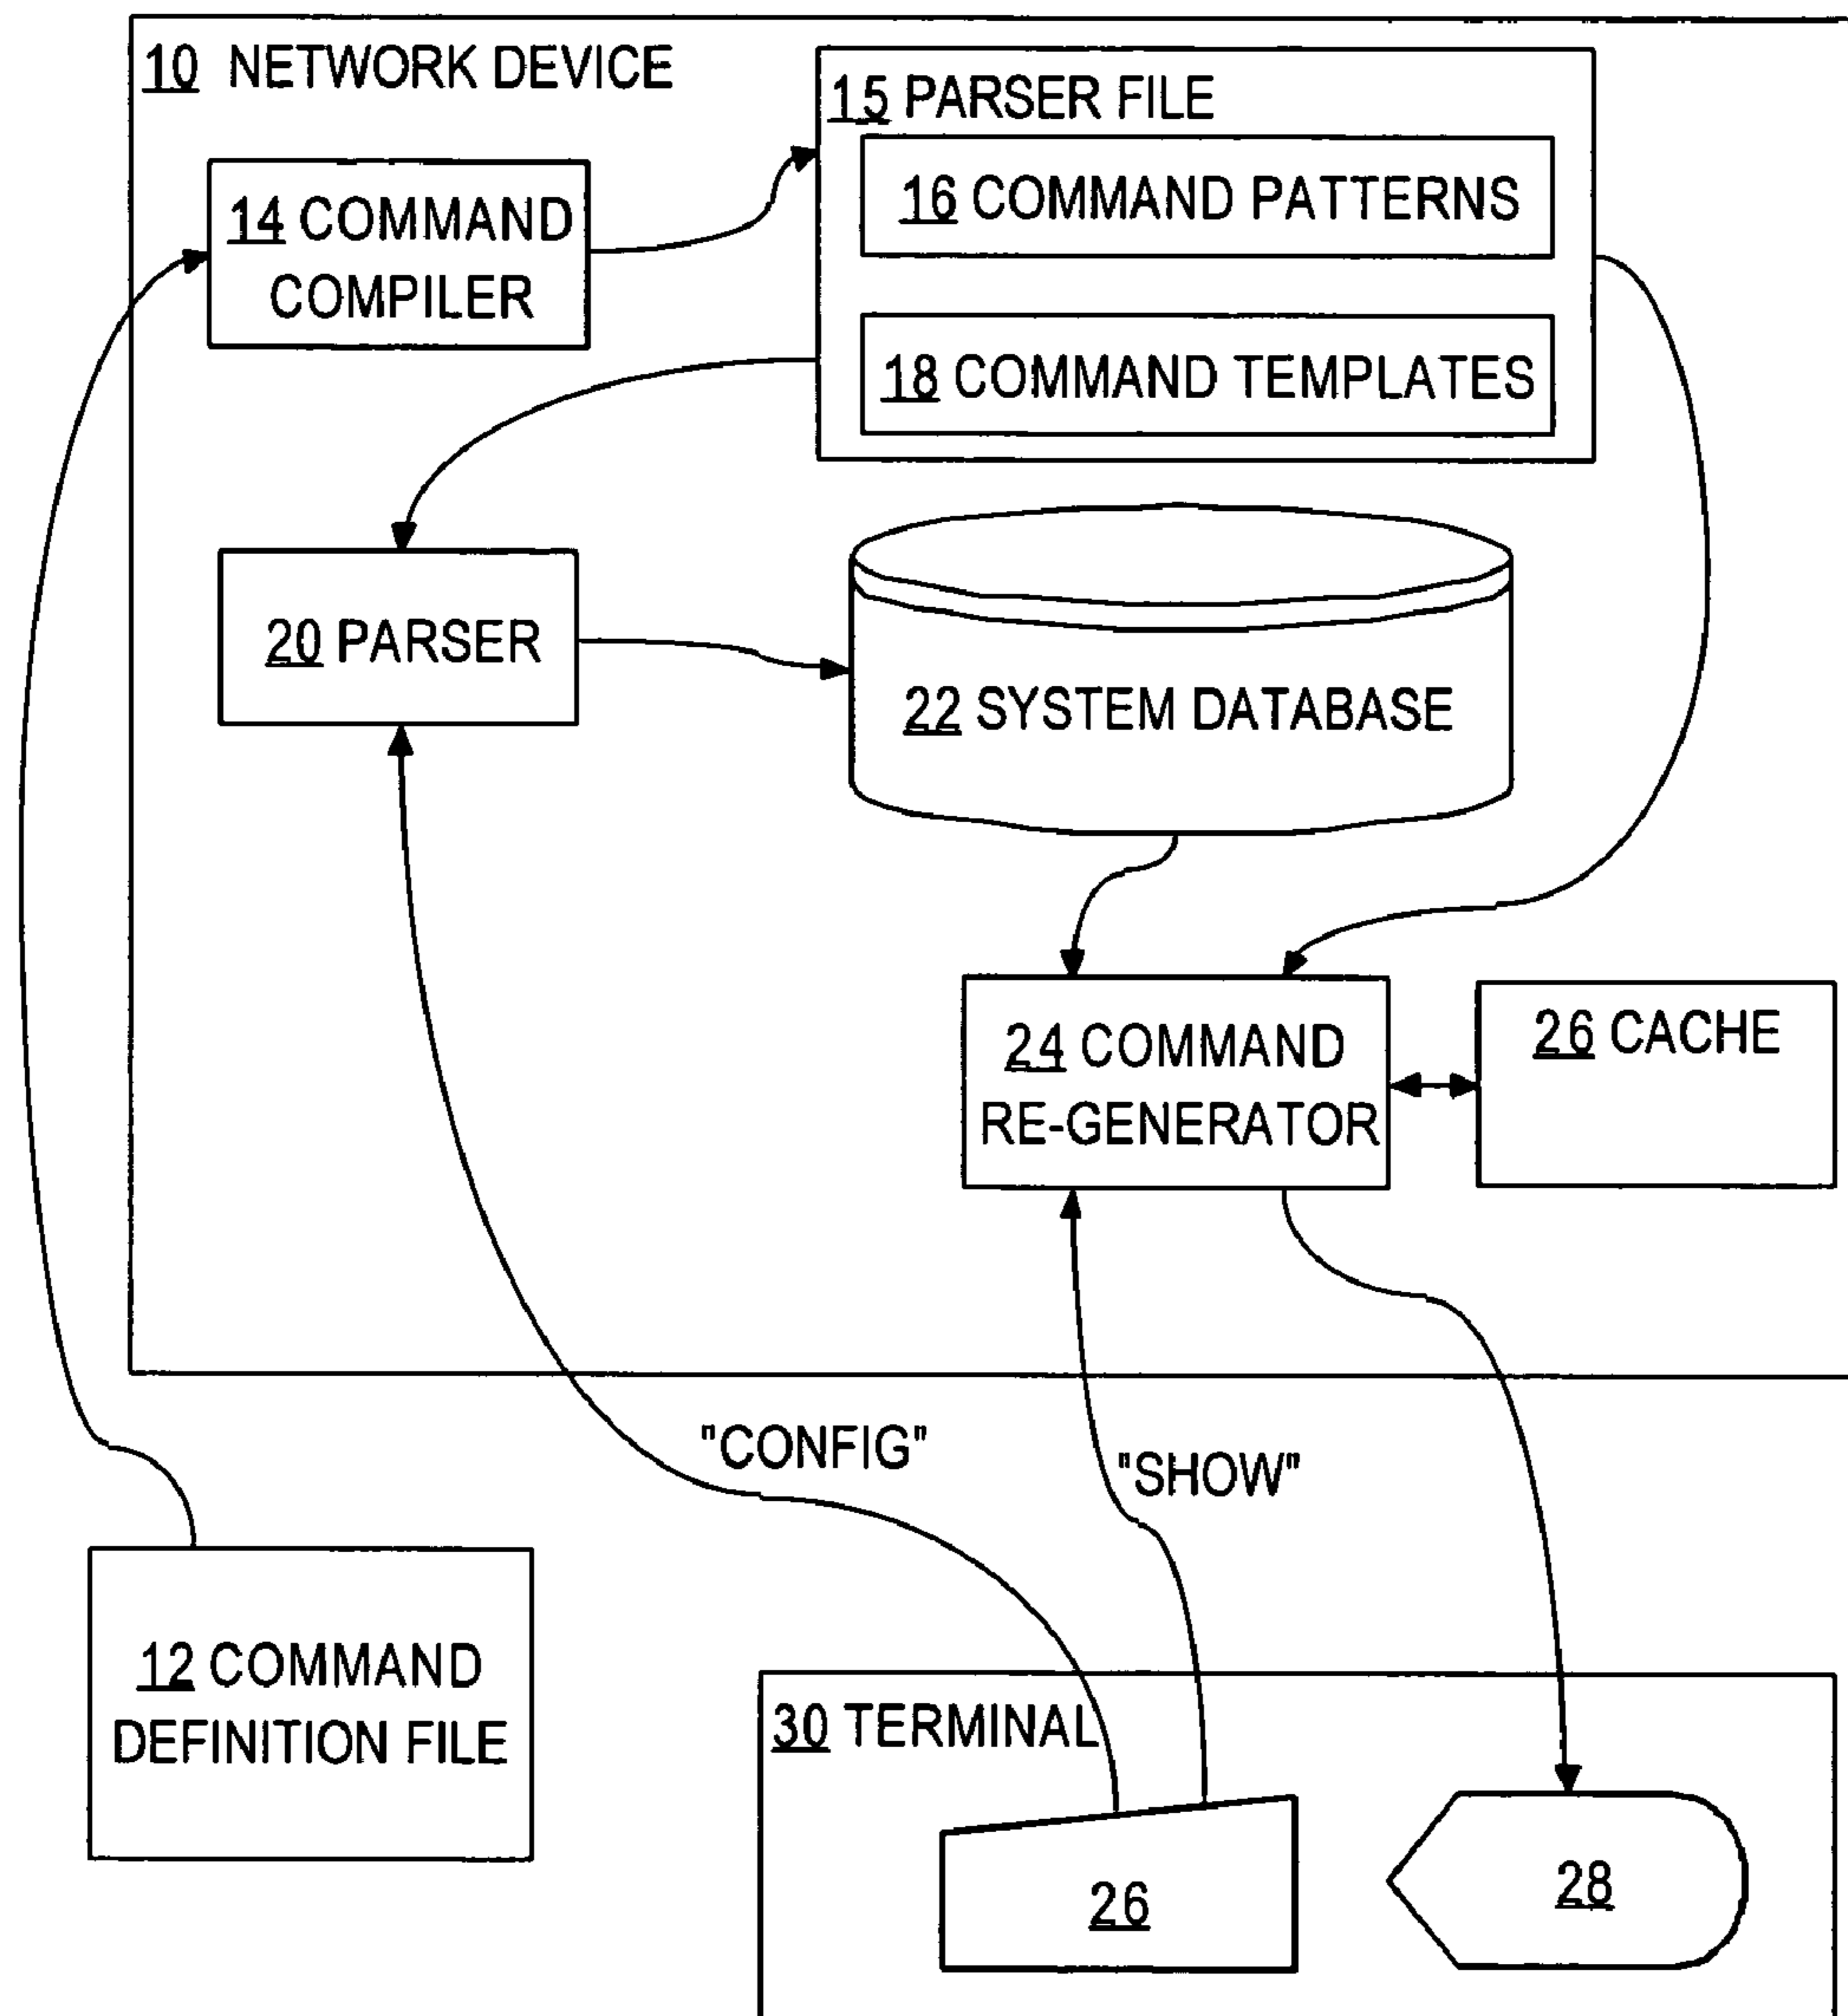 10 NETWORK DEVICE
15 PARSER FILE
14 COMMAND
COMPILER
16 COMMAND PATTERNS
18 COMMAND TEMPLATES
20 PARSER
22 SYSTEM DATABASE
24 COMMAND
RE-GENERATOR
26 CACHE
"CONFIG"
"SHOW"
12 COMMAND
DEFINITION FILE
30 TERMINAL
26
28